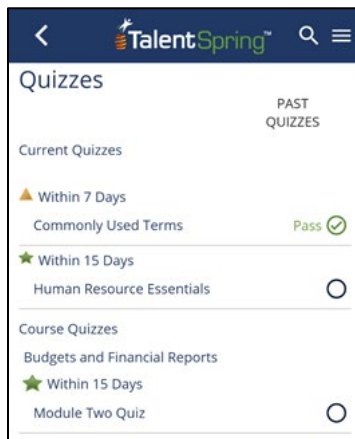 TalentSpring™
Quizzes
PAST
QUIZZES
Current Quizzes
Within 7 Days
Commonly Used Terms Pass
Within 15 Days
Human Resource Essentials
Course Quizzes
Budgets and Financial Reports
Within 15 Days
Module Two Quiz